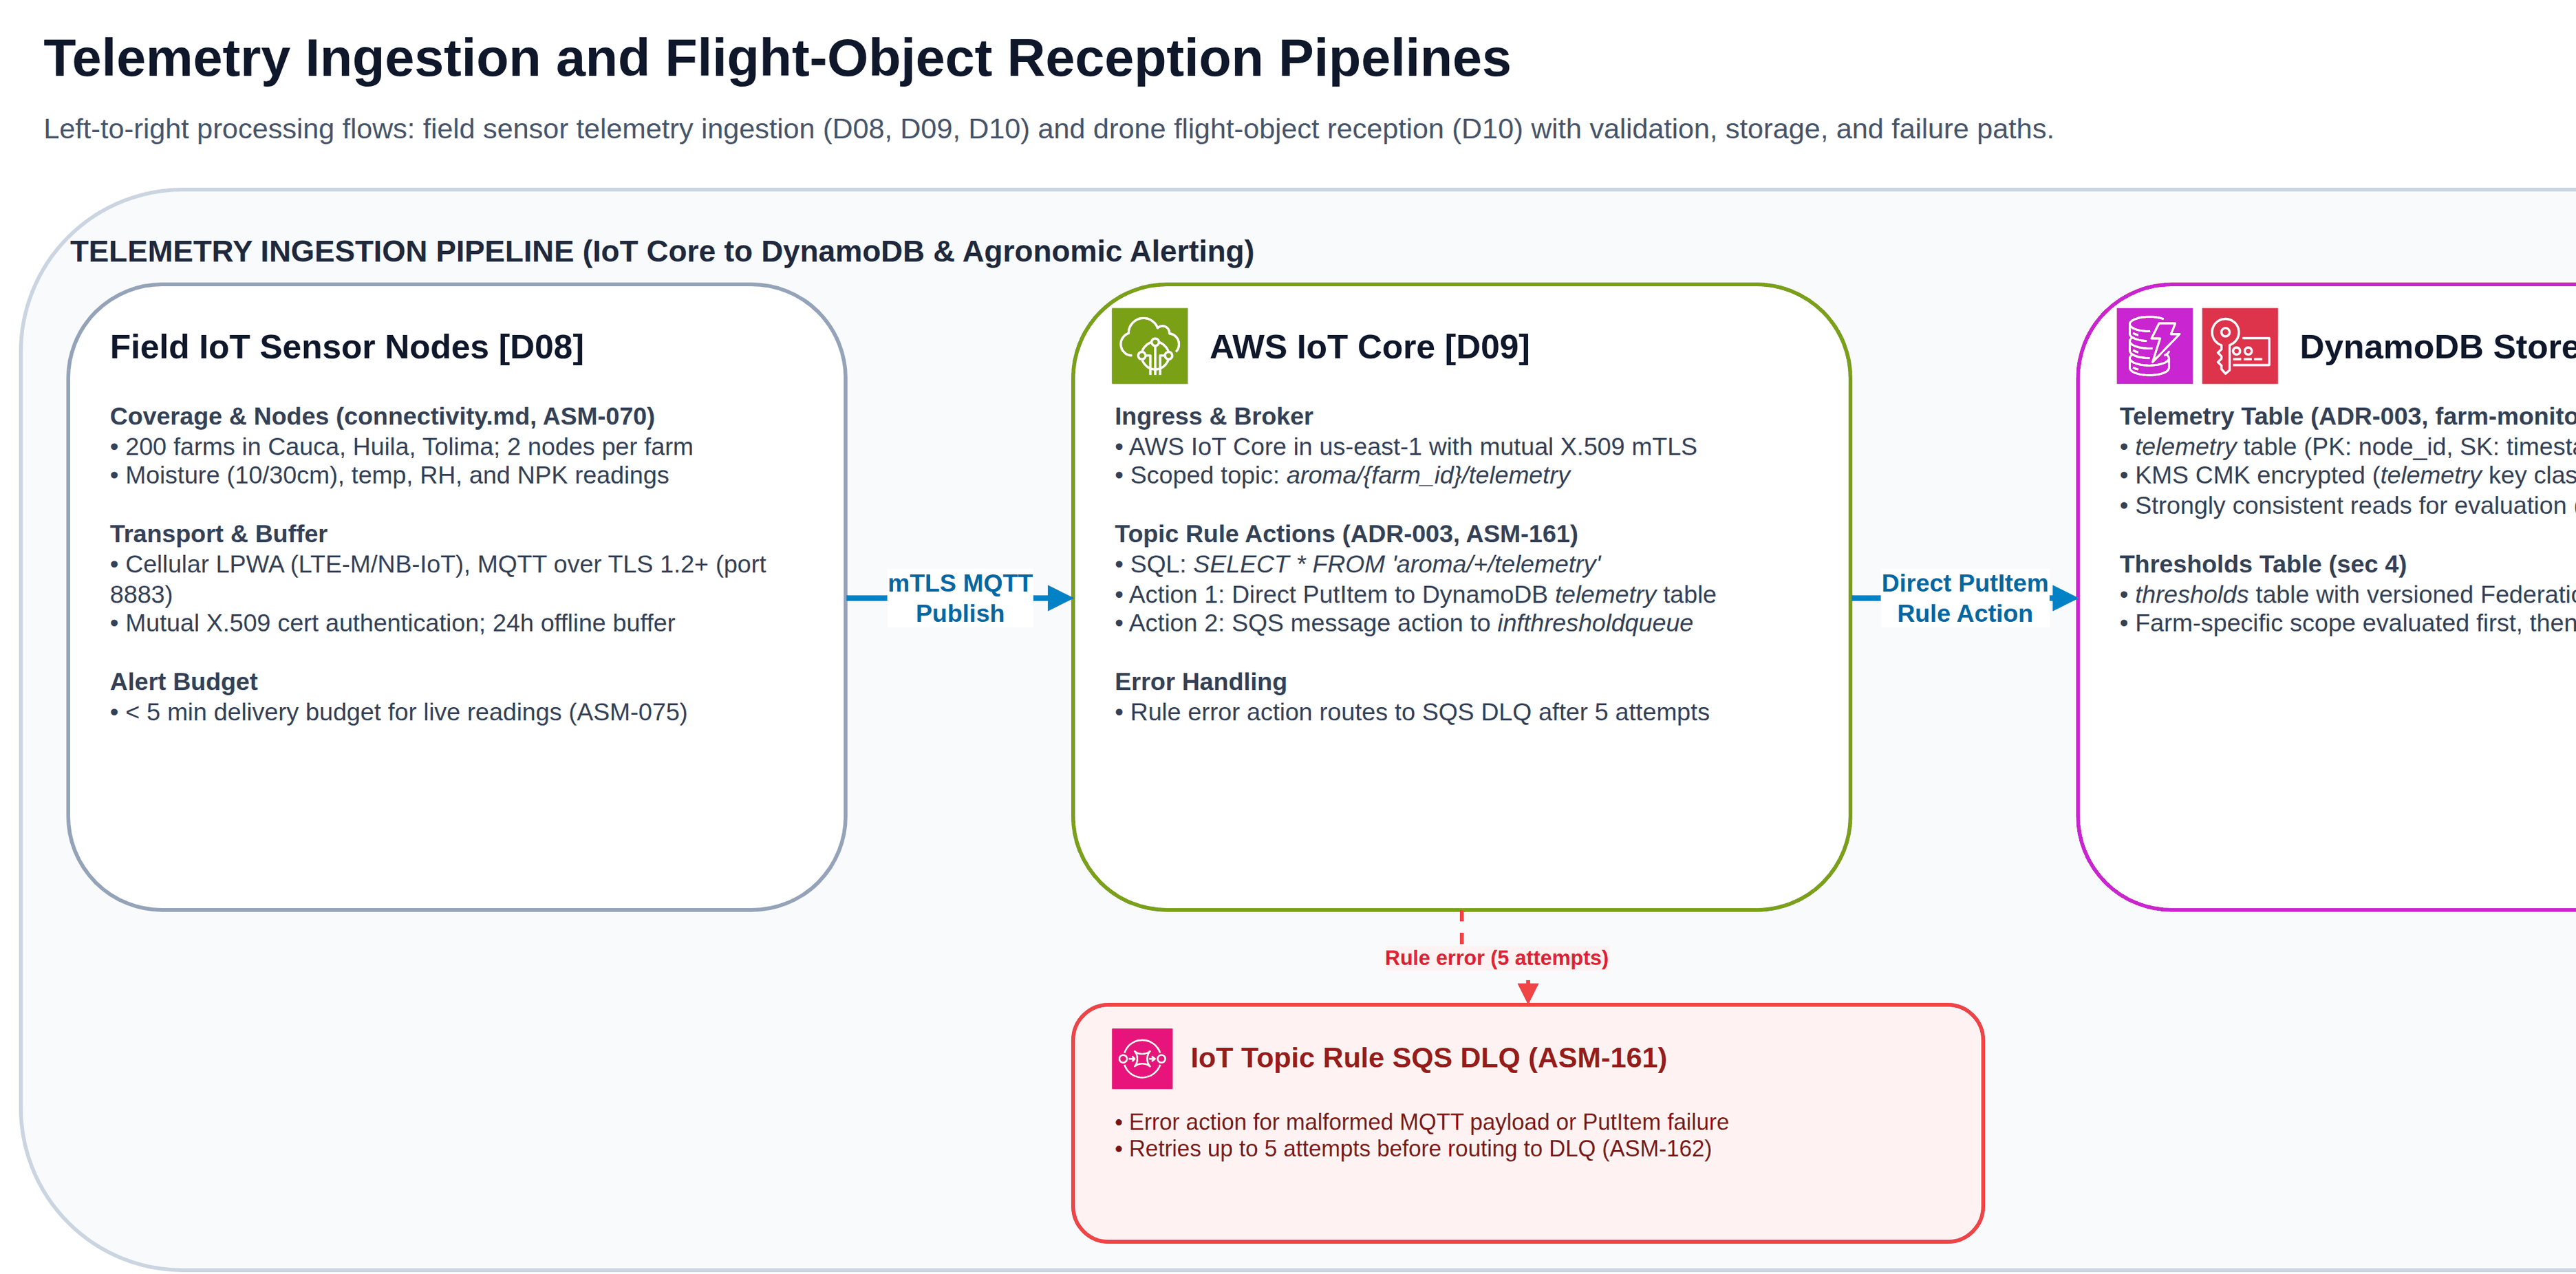 Telemetry Ingestion and Flight-Object Reception Pipelines
Left-to-right processing flows: field sensor telemetry ingestion (D08, D09, D10) and drone flight-object reception (D10) with validation, storage, and failure paths.
TELEMETRY INGESTION PIPELINE (IoT Core to DynamoDB & Agronomic Alerting)
Field IoT Sensor Nodes [D08]
Coverage & Nodes (connectivity.md, ASM-070)
• 200 farms in Cauca, Huila, Tolima; 2 nodes per farm
• Moisture (10/30cm), temp, RH, and NPK readings
Transport & Buffer
• Cellular LPWA (LTE-M/NB-IoT), MQTT over TLS 1.2+ (port
8883)
• Mutual X.509 cert authentication; 24h offline buffer
Alert Budget
• < 5 min delivery budget for live readings (ASM-075)
mTLS MQTT
Publish
AWS IoT Core [D09]
Ingress & Broker
• AWS IoT Core in us-east-1 with mutual X.509 mTLS
• Scoped topic: aroma/{farm_id}/telemetry
Topic Rule Actions (ADR-003, ASM-161)
• SQL: SELECT * FROM 'aroma/+/telemetry'
• Action 1: Direct PutItem to DynamoDB telemetry table
• Action 2: SQS message action to inftthresholdqueue
Error Handling
• Rule error action routes to SQS DLQ after 5 attempts
Direct PutItem
Rule Action
DynamoDB Store
Telemetry Table (ADR-003,
• telemetry table (PK: node_id, SK:
• KMS CMK encrypted (telemetry key
• Strongly consistent reads for evaluation
Thresholds Table (sec 4)
• thresholds table with versioned
• Farm-specific scope evaluated first, then
Rule error (5 attempts)
IoT Topic Rule SQS DLQ (ASM-161)
• Error action for malformed MQTT payload or PutItem failure
• Retries up to 5 attempts before routing to DLQ (ASM-162)